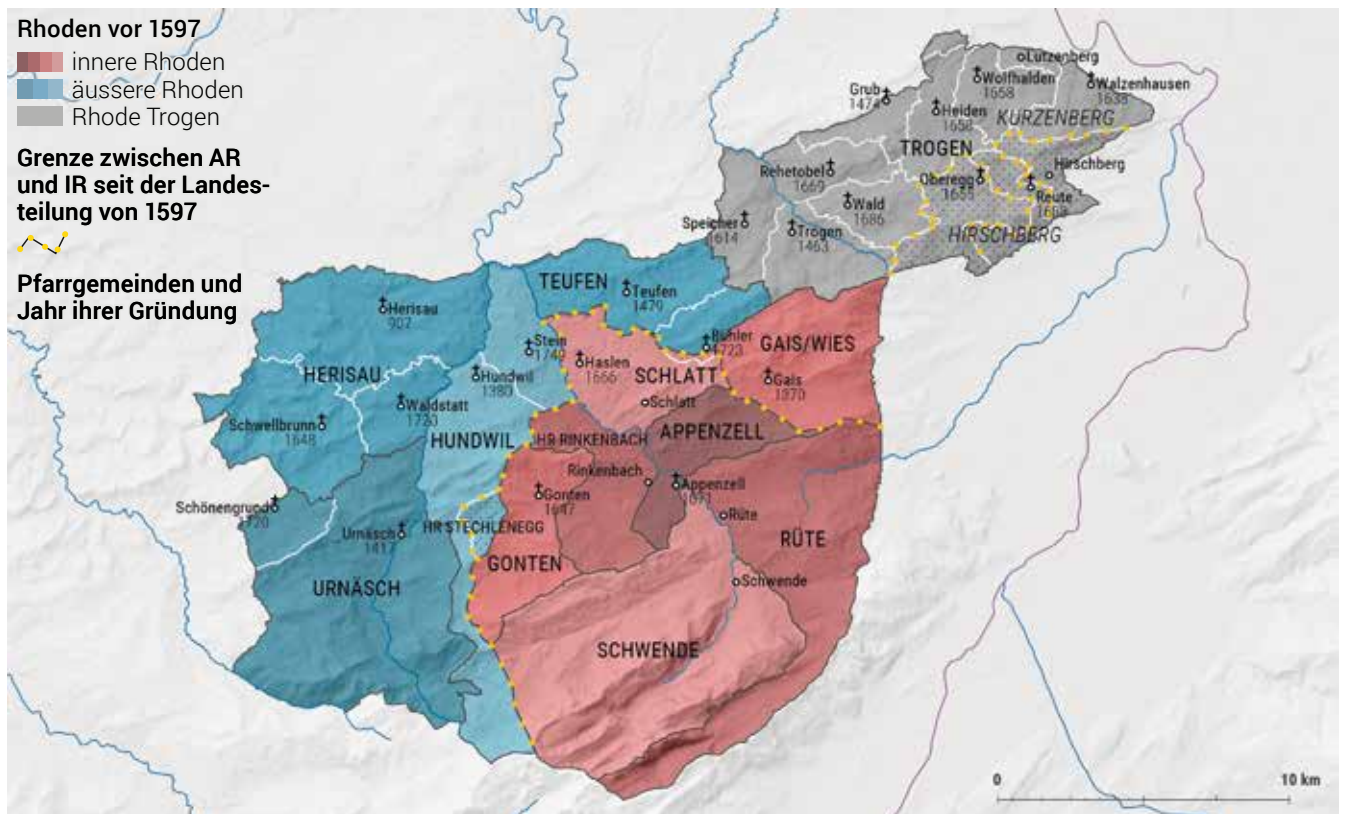 Rhoden vor 1597
innere Rhoden
äussere Rhoden
Rhode Trogen
Grenze zwischen AR
und IR seit der Landes-
teilung von 1597
Pfarrgemeinden und
Jahr ihrer Gründung
Lutzenberg
Wolfhalden
1658
Walzenhausen
1638
Grub
1474
Heiden
1658
KURZENBERG
TROGEN
Hirschberg
Rehetobel
1669
Oberegg
1655
Reute
Wald
1686
Speicher
1614
Trogen
1463
HIRSCHBERG
TEUFEN
Teufen
1479
Herisau
907
Stein
1749
Bühler
1723
GAIS/WIES
Haslen
1666
SCHLATT
Gais
HERISAU
Hundwil
1380
Schlatt
Waldstatt
1720
Schwellbrunn
1648
HUNDWIL
IHR RINKENBACH
APPENZELL
Rinkenbach
Appenzell
1071
Gonten
1647
Schönengrund
1720
Rüte
Urnäsch
1417
HR STECHLENEGG
RÜTE
GONTEN
Schwende
URNÄSCH
SCHWENDE
0
10 km